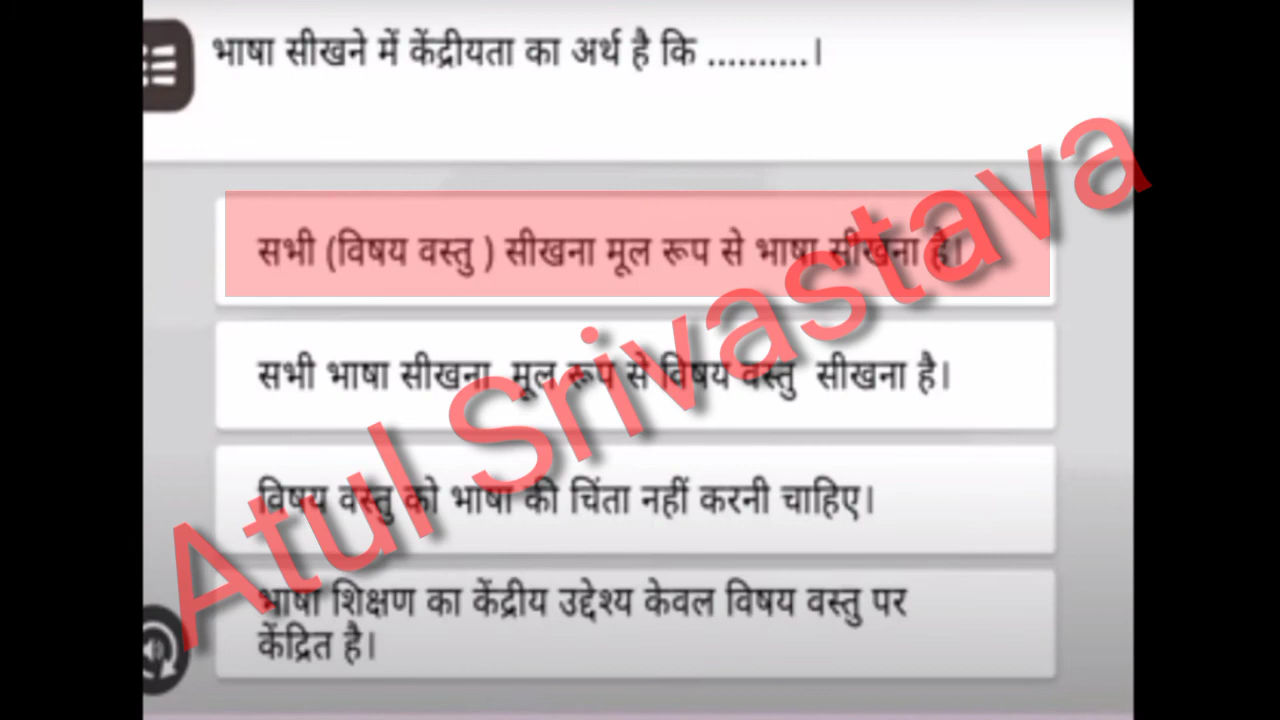 भाषा सीखने में केंद्रीयता का अर्थ है कि ..........।
सभी (विषय वस्तु ) सीखना मूल रूप से भाषा सीखना है।
सभी भाषा सीखना मूल रूप से विषय वस्तु सीखना है।
विषय वस्तु को भाषा की चिंता नहीं करनी चाहिए।
भाषा शिक्षण का केंद्रीय उद्देश्य केवल विषय वस्तु पर
केंद्रित है।
Atul Srivastava